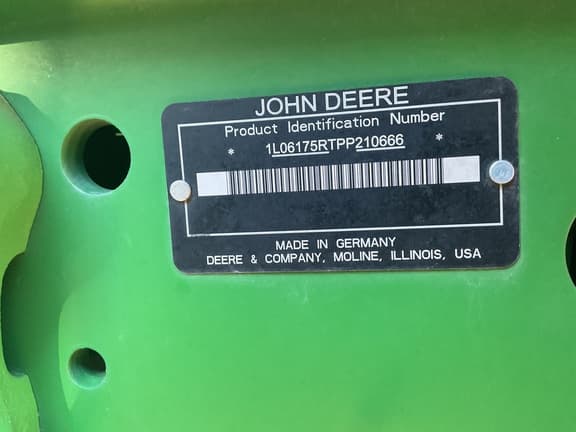 JOHN DEERE
Product Identification Number
* 1L06175RTPP210666 *
MADE IN GERMANY
DEERE & COMPANY, MOLINE, ILLINOIS, USA